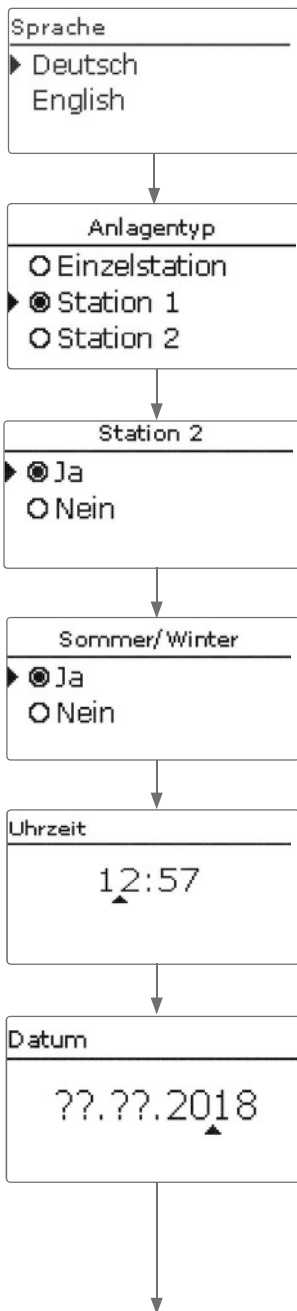 Sprache
Deutsch
English
Anlagentyp
Einzelstation
Station 1
Station 2
Station 2
Ja
Nein
Sommer/Winter
Ja
Nein
Uhrzeit
12:57
Datum
??.??.2018